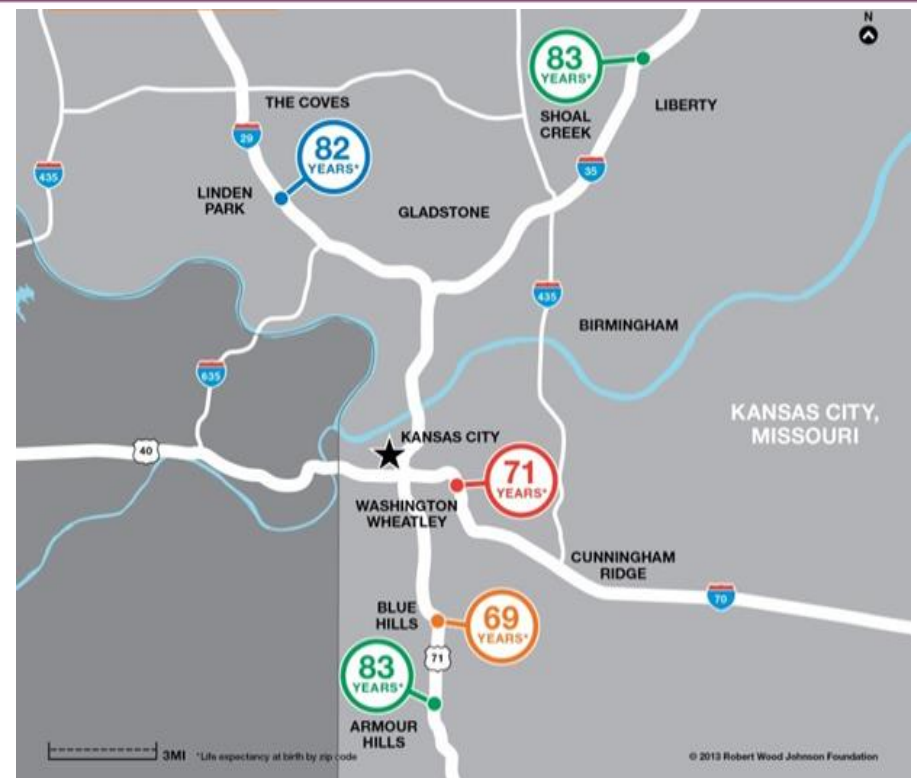 N
83
YEARS*
SHOAL
CREEK
LIBERTY
THE COVES
29
82
YEARS*
435
35
LINDEN
PARK
GLADSTONE
435
BIRMINGHAM
635
KANSAS CITY,
MISSOURI
KANSAS CITY
40
71
YEARS*
WASHINGTON
WHEATLEY
CUNNINGHAM
RIDGE
70
BLUE
HILLS
69
YEARS*
71
83
YEARS*
ARMOUR
HILLS
3MI
*Life expectancy at birth by zip code
© 2013 Robert Wood Johnson Foundation